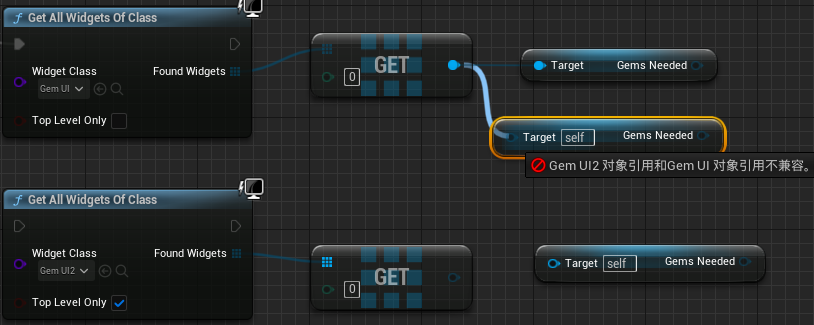 Get All Widgets Of Class
Widget Class
Found Widgets
Gem UI
Top Level Only
0
GET
Target
Gems Needed
Target
self
Gems Needed
Gem UI2 对象引用和Gem UI 对象引用不兼容。
Get All Widgets Of Class
Widget Class
Found Widgets
Gem UI2
Top Level Only
0
GET
Target
self
Gems Needed